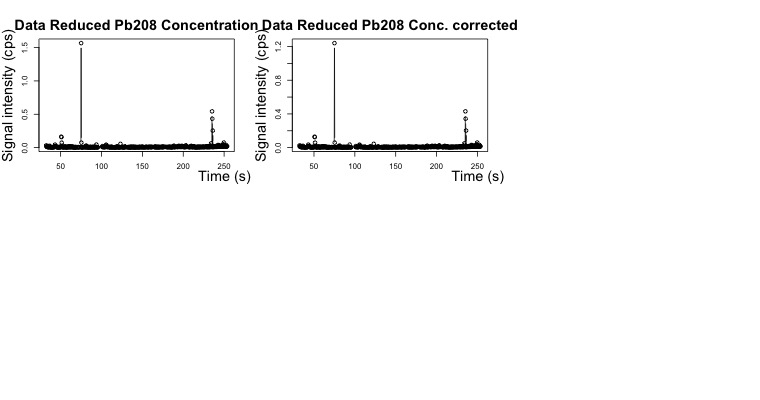 Data Reduced Pb208 Concentration
Signal intensity (cps)
0.0 0.5 1.0 1.5
50 100 150 200 250
Time (s)
Data Reduced Pb208 Conc. corrected
Signal intensity (cps)
0.0 0.4 0.8 1.2
50 100 150 200 250
Time (s)